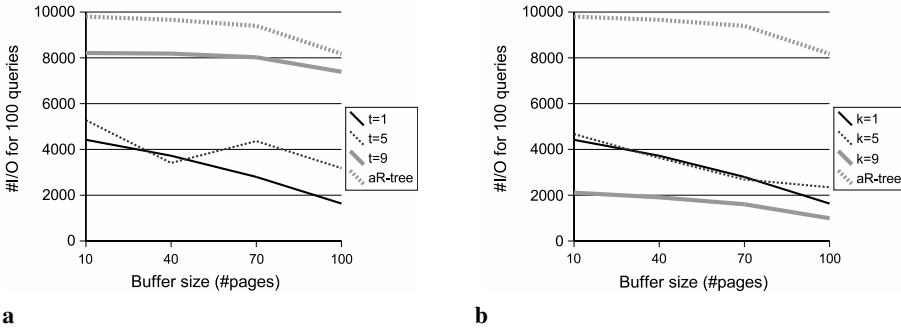 10000
8000
6000
4000
2000
0
10
40
70
100
#I/O for 100 queries
Buffer size (#pages)
t=1
t=5
t=9
aR-tree
a
10000
8000
6000
4000
2000
0
10
40
70
100
#I/O for 100 queries
Buffer size (#pages)
k=1
k=5
k=9
aR-tree
b